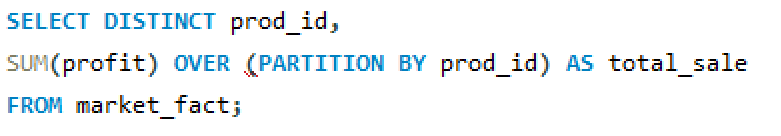 SELECT DISTINCT prod_id,
SUM(profit) OVER (PARTITION BY prod_id) AS total_sale
FROM market_fact;